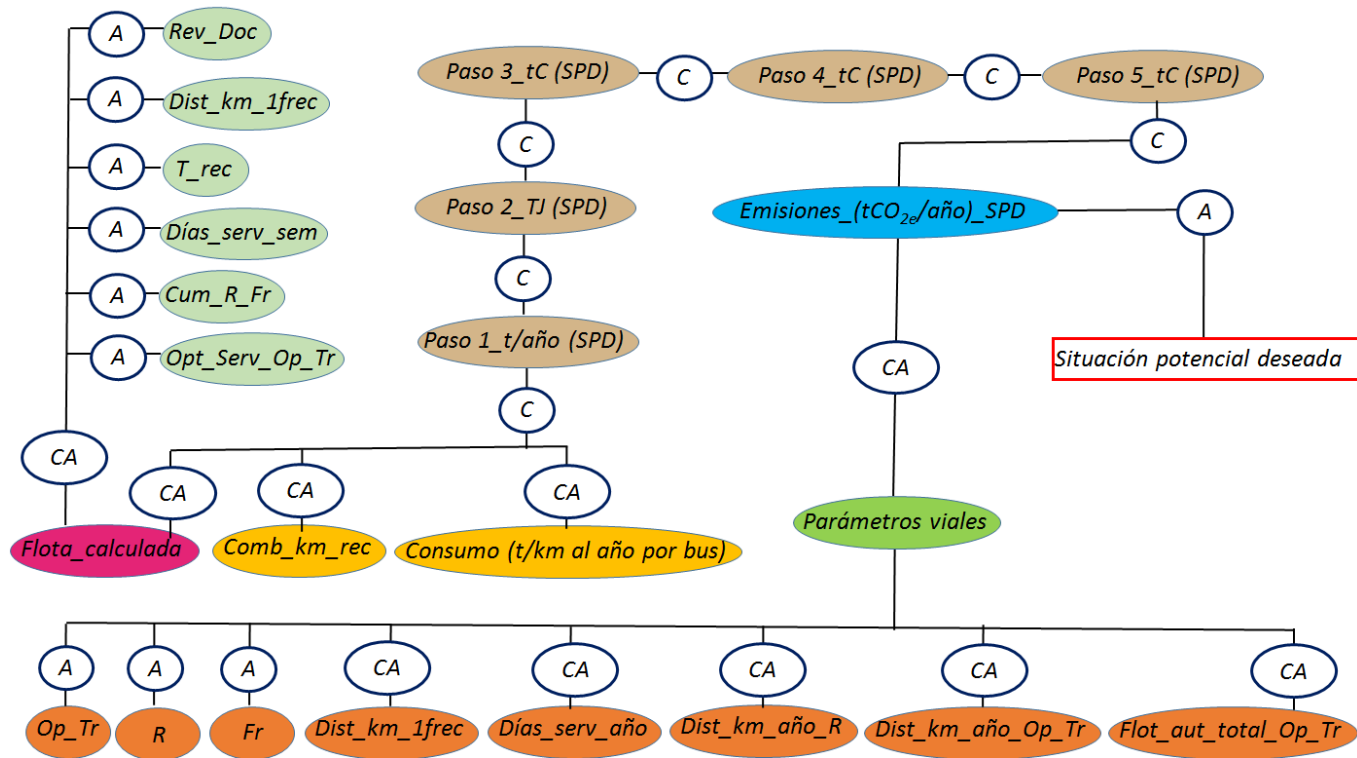 A
Rev_Doc
A
Dist_km_1frec
A
T_rec
A
Días_serv_sem
A
Cum_R_Fr
A
Opt_Serv_Op_Tr
CA
Flota_calculada
Paso 3_tC (SPD)
C
Paso 4_tC (SPD)
C
Paso 5_tC (SPD)
C
C
Paso 2_TJ (SPD)
Emisiones_(tCO2e/año)_SPD
A
C
Paso 1_t/año (SPD)
Situación potencial deseada
CA
C
CA
CA
CA
Comb_km_rec
Consumo (t/km al año por bus)
Parámetros viales
A
A
A
CA
CA
CA
CA
CA
Op_Tr
R
Fr
Dist_km_1frec
Días_serv_año
Dist_km_año_R
Dist_km_año_Op_Tr
Flot_aut_total_Op_Tr